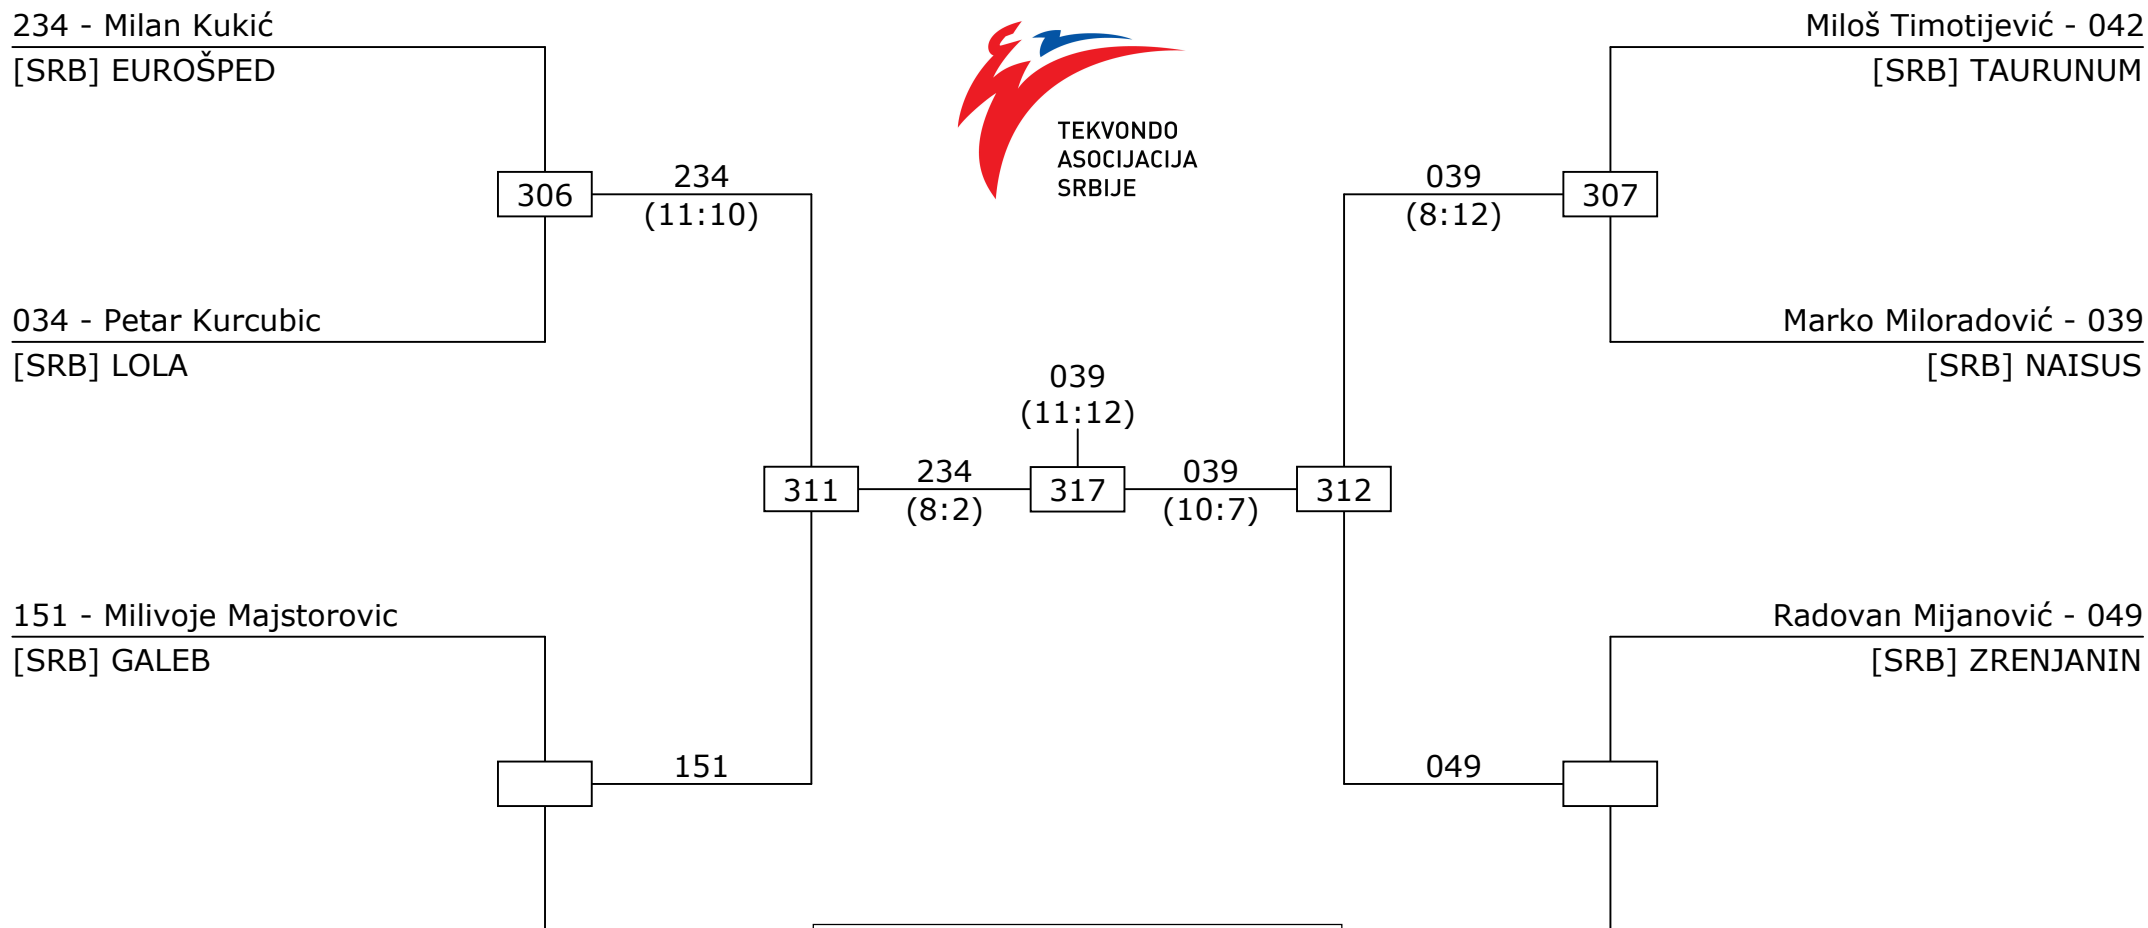 234 - Milan Kukić
[SRB] EUROŠPED
034 - Petar Kurcubic
[SRB] LOLA
151 - Milivoje Majstorovic
[SRB] GALEB
306
234
(11:10)
151
311
234
(8:2)
TEKVONDO
ASOCIJACIJA
SRBIJE
039
(11:12)
317
039
(10:7)
312
039
(8:12)
049
307
Miloš Timotijević - 042
[SRB] TAURUNUM
Marko Miloradović - 039
[SRB] NAISUS
Radovan Mijanović - 049
[SRB] ZRENJANIN